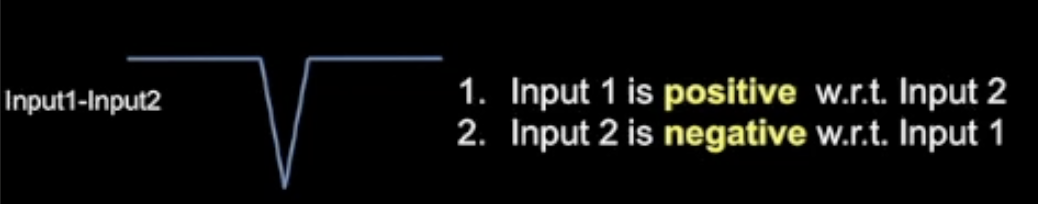 Input1-Input2
1. Input 1 is positive w.r.t. Input 2
2. Input 2 is negative w.r.t. Input 1